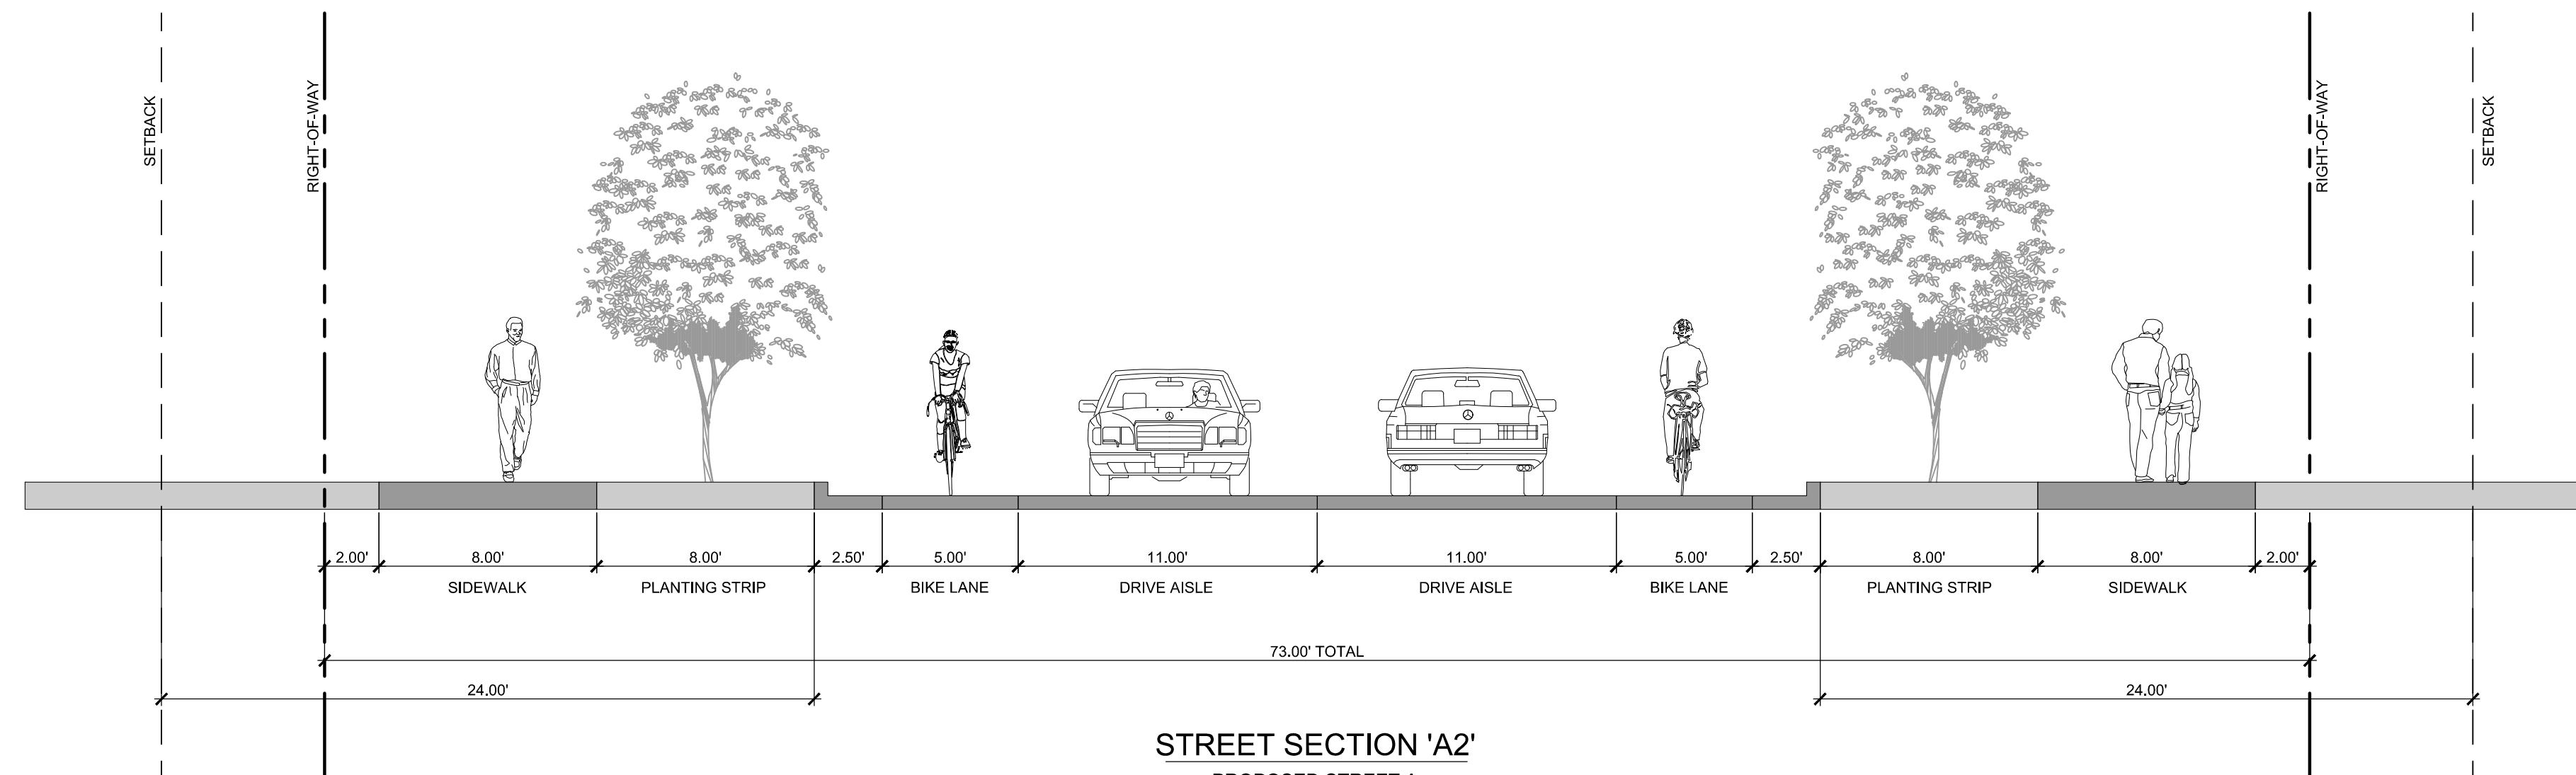 SETBACK
RIGHT-OF-WAY
RIGHT-OF-WAY
SETBACK
2.00' 8.00' 8.00' 2.50' 5.00' 11.00' 11.00' 5.00' 2.50' 8.00' 8.00' 2.00'
SIDEWALK PLANTING STRIP BIKE LANE DRIVE AISLE DRIVE AISLE BIKE LANE PLANTING STRIP SIDEWALK
73.00' TOTAL
24.00' 24.00'
STREET SECTION 'A2'
PROPOSED STREET